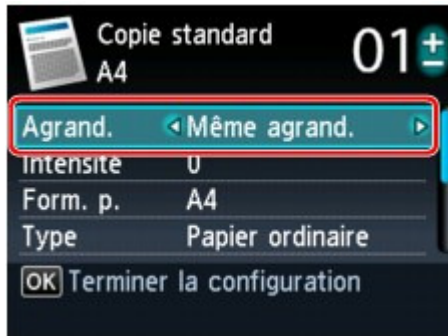 Copie standard
A4
01±
Agrand. Même agrand.
Intensité 0
Form. p. A4
Type Papier ordinaire
OK Terminer la configuration